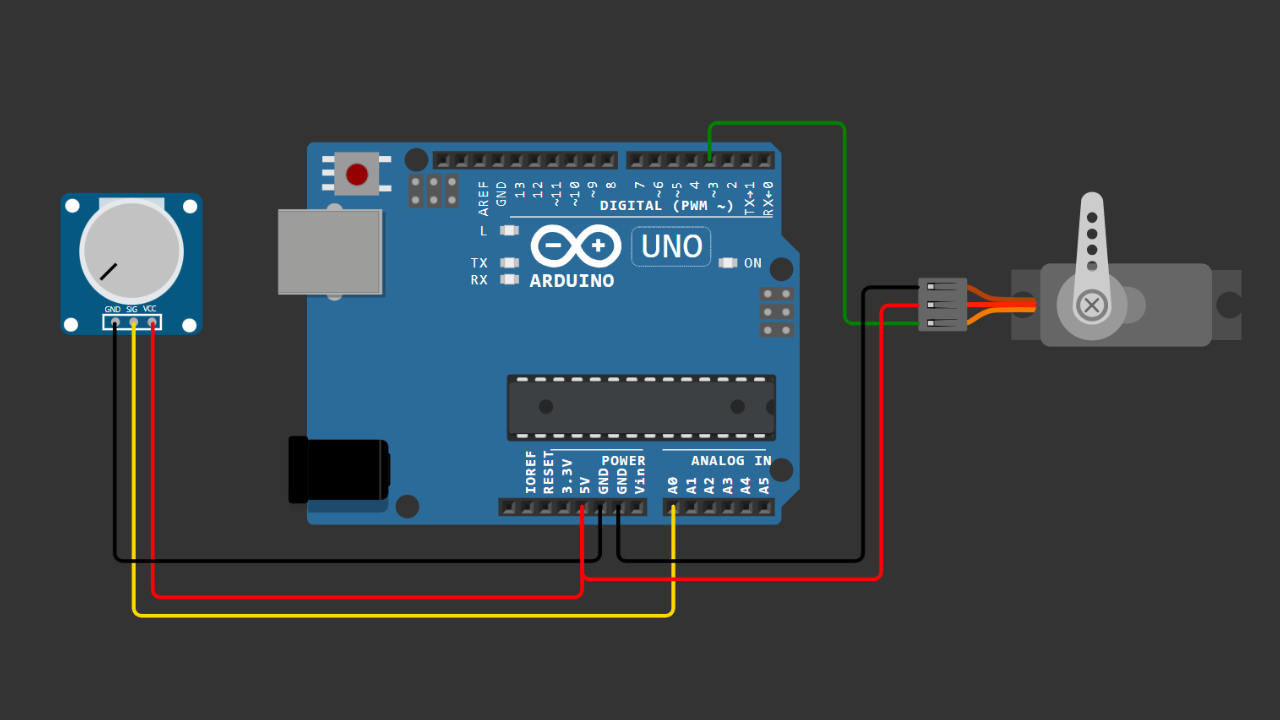 AREF
GND
13
12
~11
~10
~9
8
7
~6
~5
4
~3
2
TX→1
RX←0
DIGITAL (PWM ~)
L
TX
RX
UNO
ON
ARDUINO
GND SIG VCC
POWER
ANALOG IN
IOREF
RESET
3.3V
5V
GND
GND
Vin
A0
A1
A2
A3
A4
A5